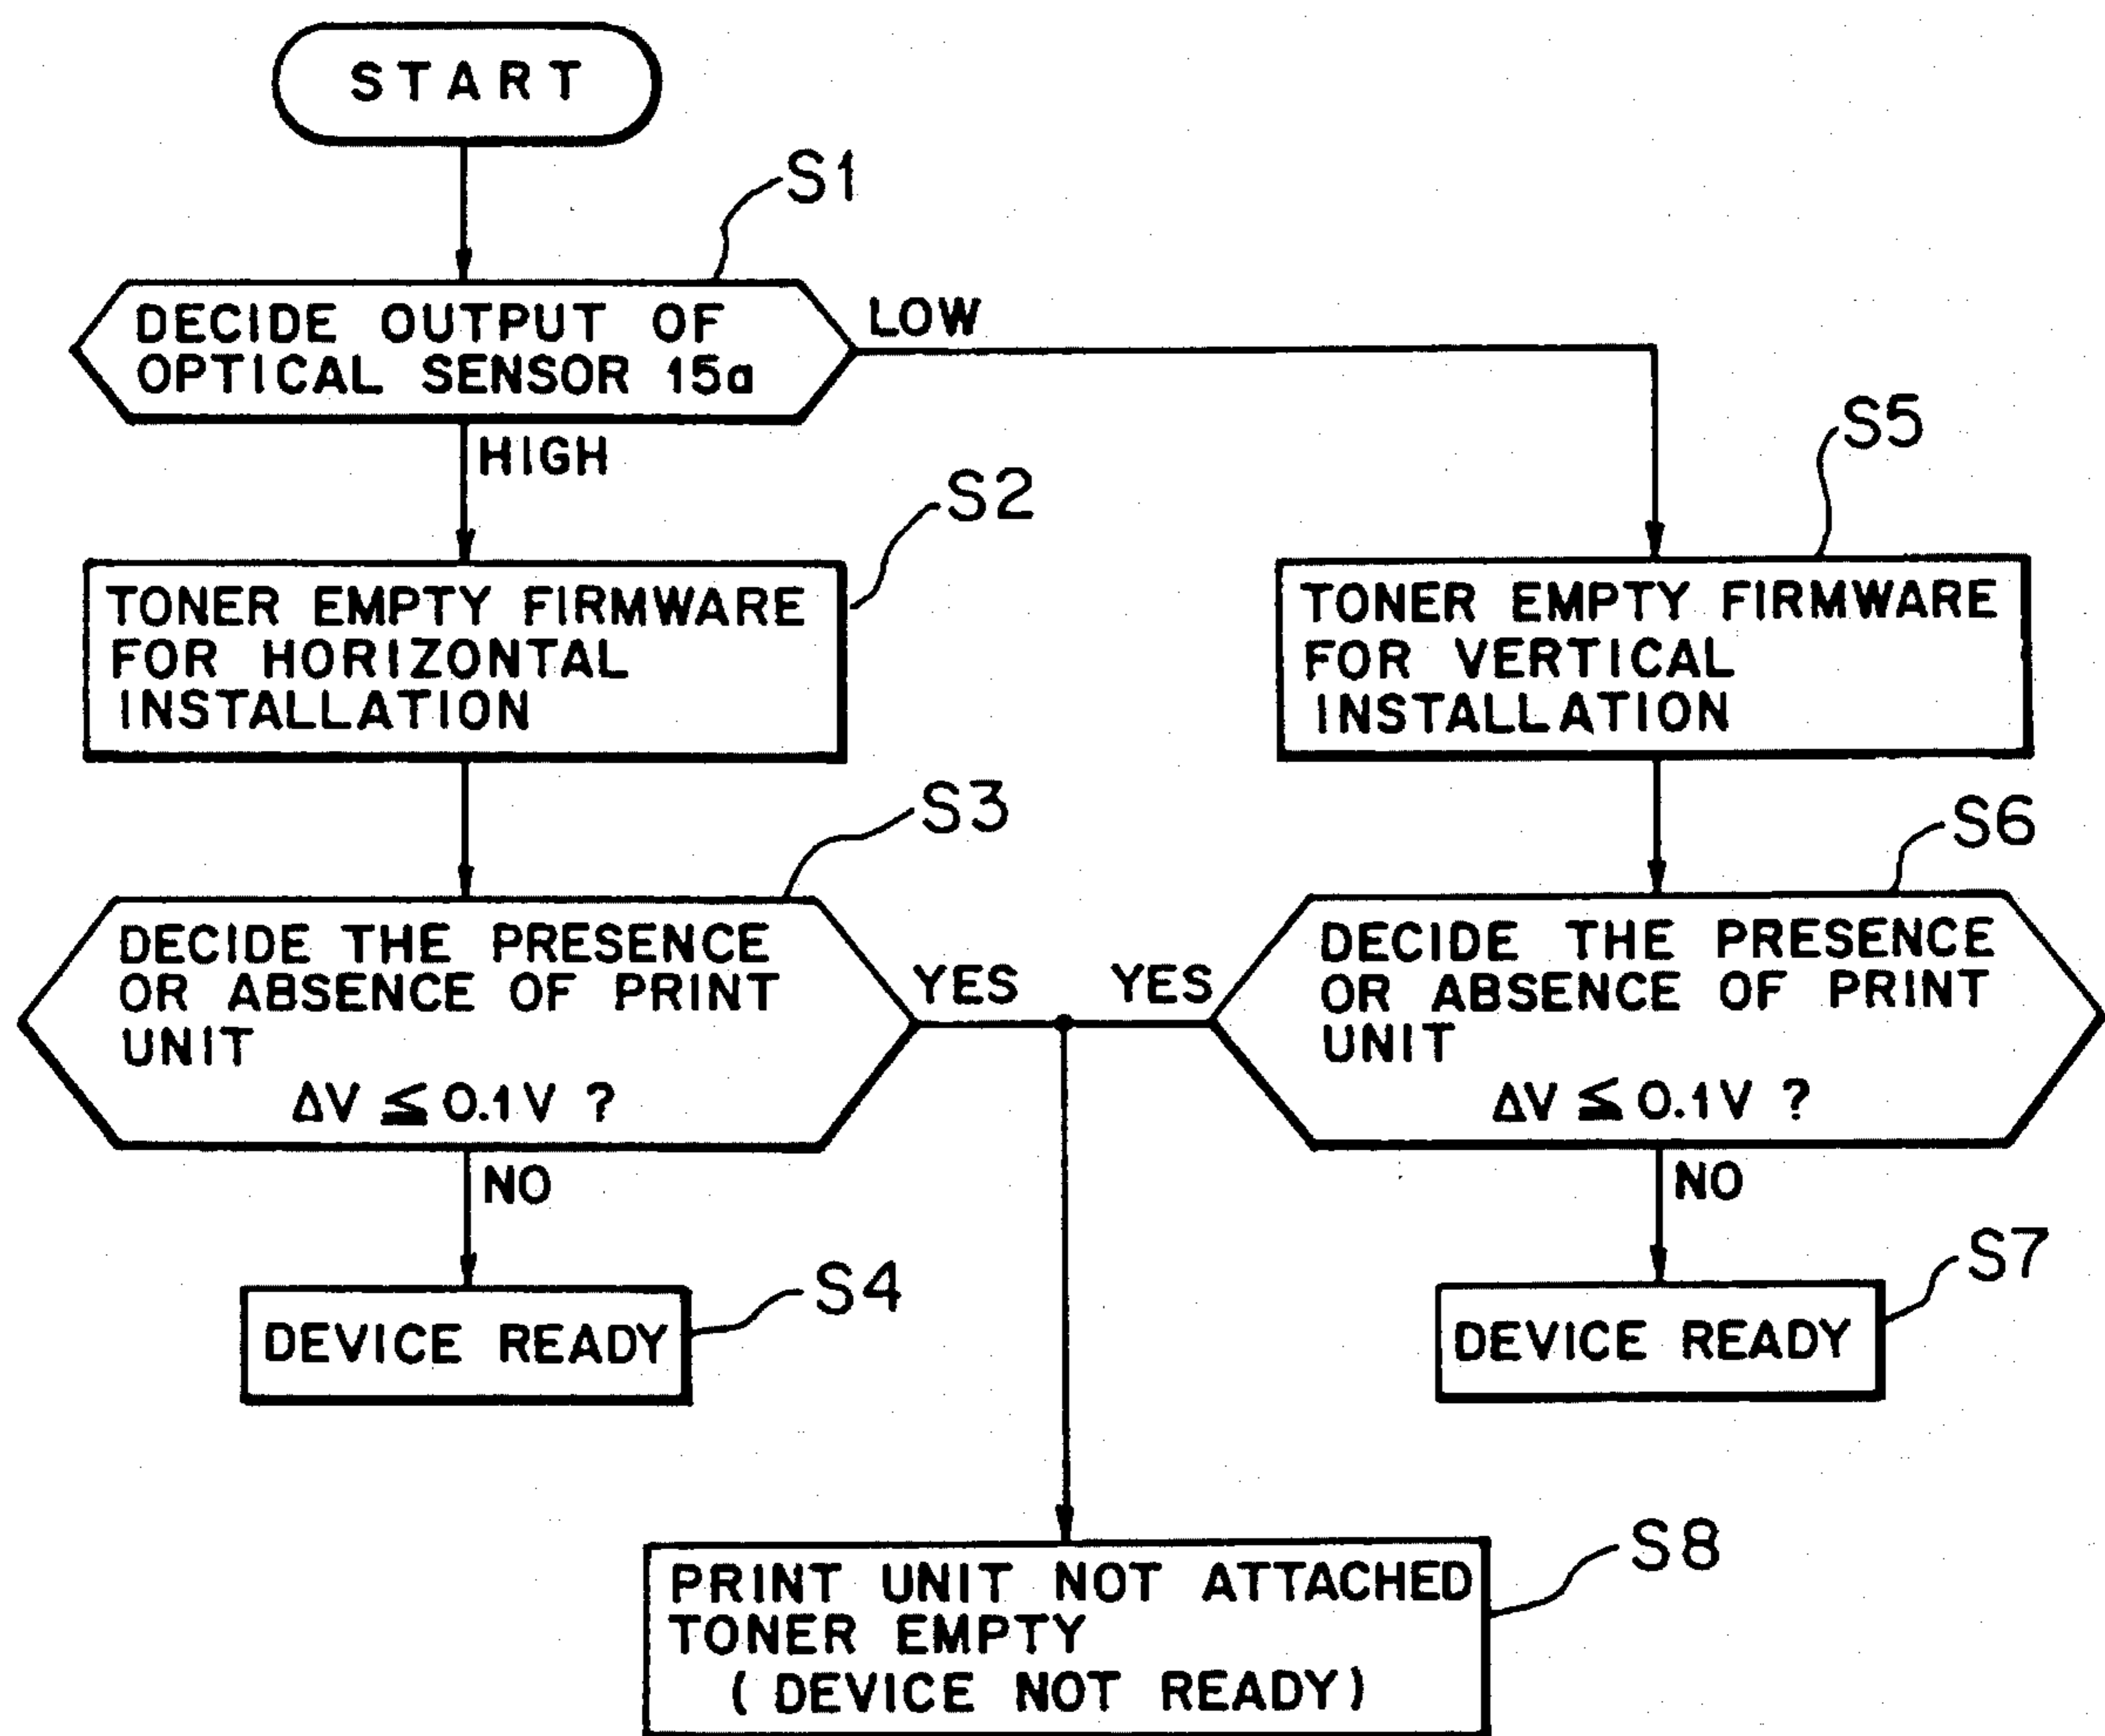 START
S1
DECIDE OUTPUT OF
OPTICAL SENSOR 15a
LOW
HIGH
S2
TONER EMPTY FIRMWARE
FOR HORIZONTAL
INSTALLATION
S5
TONER EMPTY FIRMWARE
FOR VERTICAL
INSTALLATION
S3
DECIDE THE PRESENCE
OR ABSENCE OF PRINT
UNIT
ΔV ≦ 0.1V ?
YES
NO
S4
DEVICE READY
S6
DECIDE THE PRESENCE
OR ABSENCE OF PRINT
UNIT
ΔV ≦ 0.1V ?
YES
NO
S7
DEVICE READY
S8
PRINT UNIT NOT ATTACHED
TONER EMPTY
(DEVICE NOT READY)